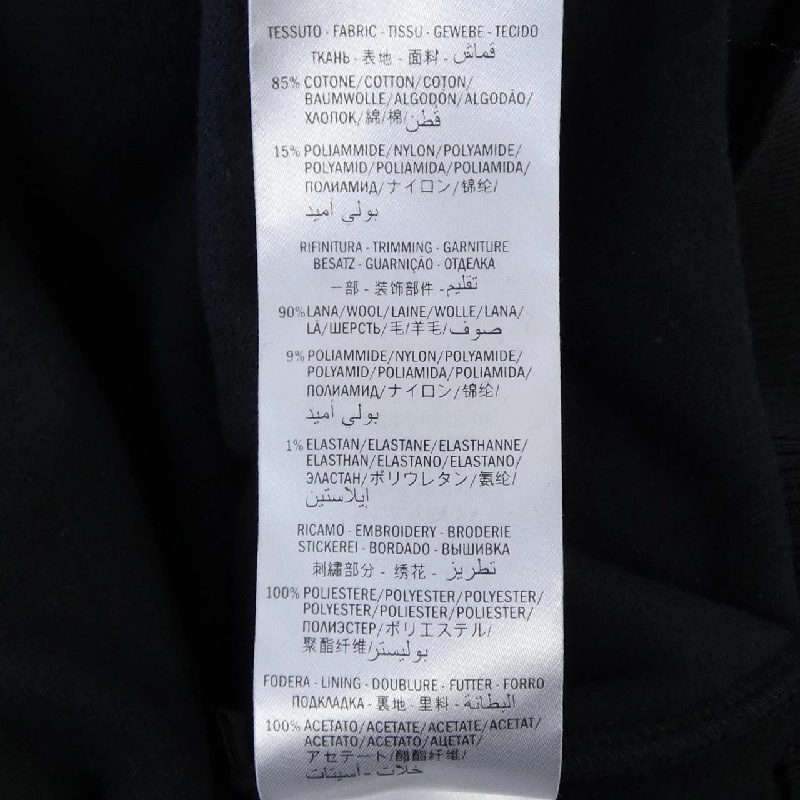 TESSUTO - FABRIC - TISSU - GEWEBE - TECIDO
ТКАНЬ - 表地 - 面料 - قماش
85% COTONE/COTTON/COTON/
BAUMWOLLE/ALGODÓN/ALGODÃO/
ХЛОПОК/綿/棉/قطن
15% POLIAMMIDE/NYLON/POLYAMIDE/
POLYAMID/POLIAMIDA/POLIAMIDA/
ПОЛИАМИД/ナイロン/锦纶/
بولي أميد
RIFINITURA - TRIMMING - GARNITURE
BESATZ - GUARNIÇÃO - ОТДЕЛКА
一部 - 装饰部件 - تقليم
90% LANA/WOOL/LAINE/WOLLE/LANA/
LÃ/ШЕРСТЬ/毛/羊毛/صوف
9% POLIAMMIDE/NYLON/POLYAMIDE/
POLYAMID/POLIAMIDA/POLIAMIDA/
ПОЛИАМИД/ナイロン/锦纶/
بولي أميد
1% ELASTAN/ELASTANE/ELASTHANNE/
ELASTHAN/ELASTANO/ELASTANO/
ЭЛАСТАН/ポリウレタン/氨纶/
إيلاستين
RICAMO - EMBROIDERY - BRODERIE
STICKEREI - BORDADO - ВЫШИВКА
刺繍部分 - 绣花 - تطريز
100% POLIESTERE/POLYESTER/POLYESTER/
POLYESTER/POLIESTER/POLIESTER/
ПОЛИЭСТЕР/ポリエステル/
聚酯纤维/بوليستر
FODERA - LINING - DOUBLURE - FUTTER - FORRO
ПОДКЛАДКА - 裏地 - 里料 - البطانة
100% ACETATO/ACETATE/ACETATE/ACETAT/
ACETATO/ACETATO/АЦЕТАТ/
アセテート/醋酯纤维/
خلات - أسيتات